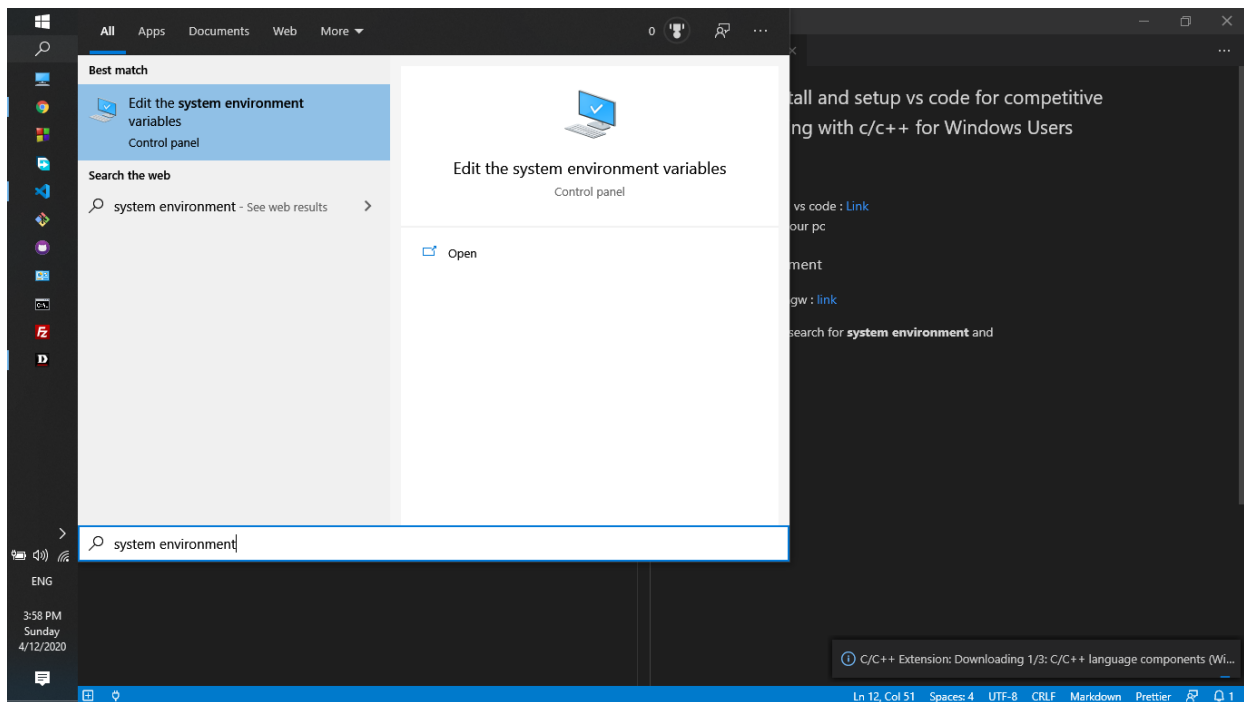 All Apps Documents Web More
0
...
Best match
Edit the system environment
variables
Control panel
Search the web
system environment - See web results
Edit the system environment variables
Control panel
Open
system environment
tall and setup vs code for competitive
ng with c/c++ for Windows Users
vs code : Link
our pc
ment
gw : link
search for system environment and
D
ENG
3:58 PM
Sunday
4/12/2020
C/C++ Extension: Downloading 1/3: C/C++ language components (Wi...
Ln 12, Col 51 Spaces: 4 UTF-8 CRLF Markdown Prettier 1